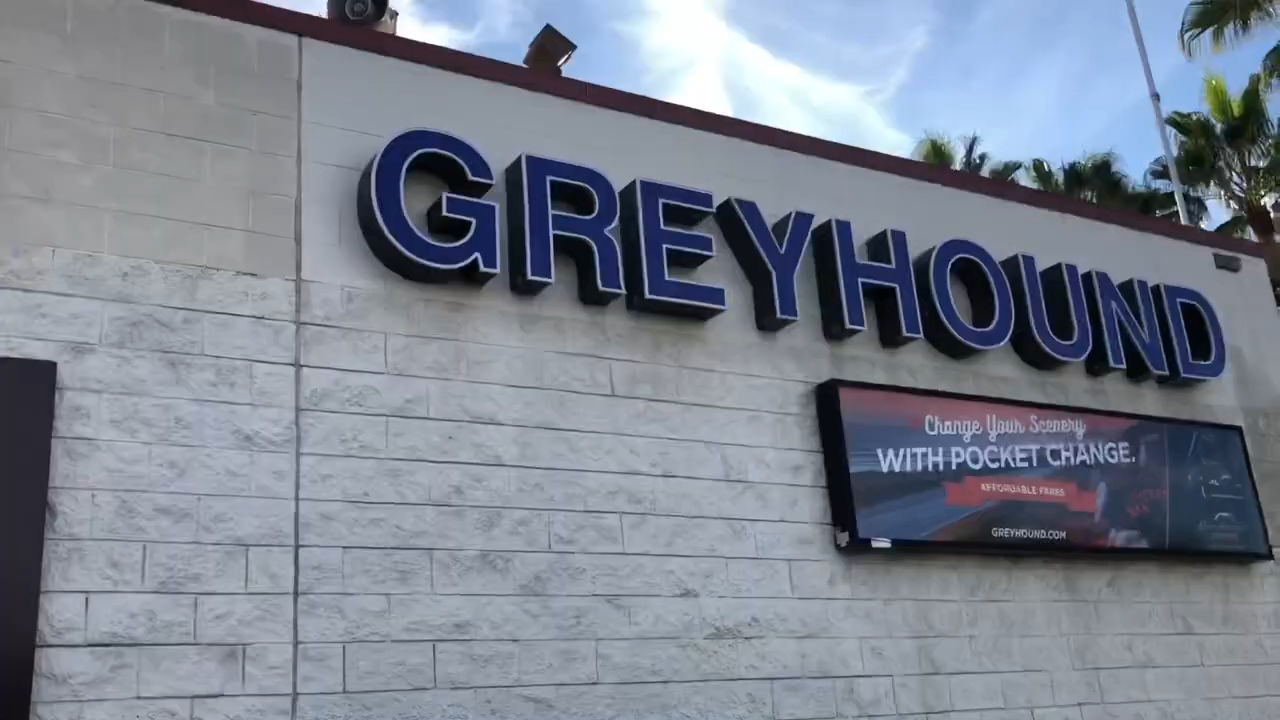 GREYHOUND
Change Your Scenery
WITH POCKET CHANGE.
AFFORDABLE FARES
GREYHOUND.COM